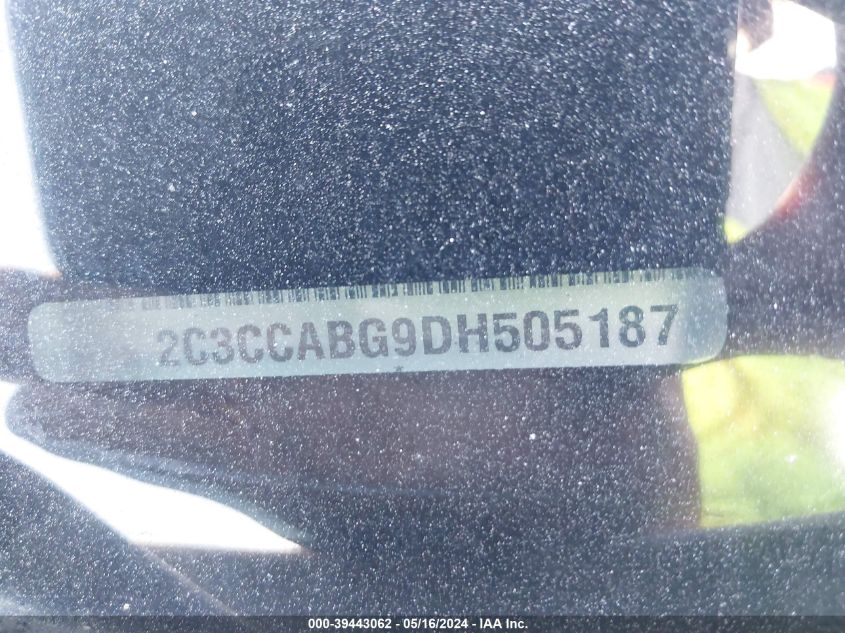 2C3CCABG9DH505187
000-39443062 - 05/16/2024 - IAA Inc.